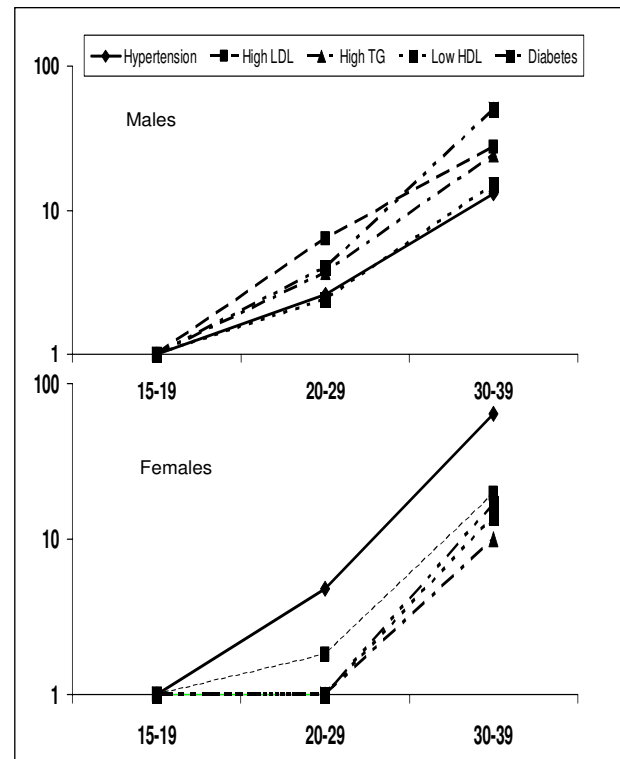 Hypertension High LDL High TG Low HDL Diabetes
100
Males
10
1
15-19 20-29 30-39
100
Females
10
1
15-19 20-29 30-39